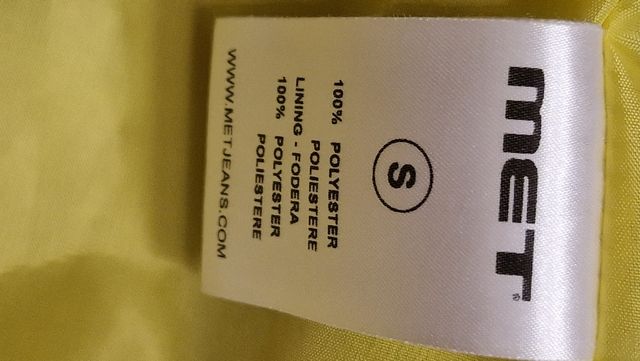 MET®
S
100% POLYESTER
POLIESTERE
LINING - FODERA
100% POLYESTER
POLIESTERE
WWW.METJEANS.COM